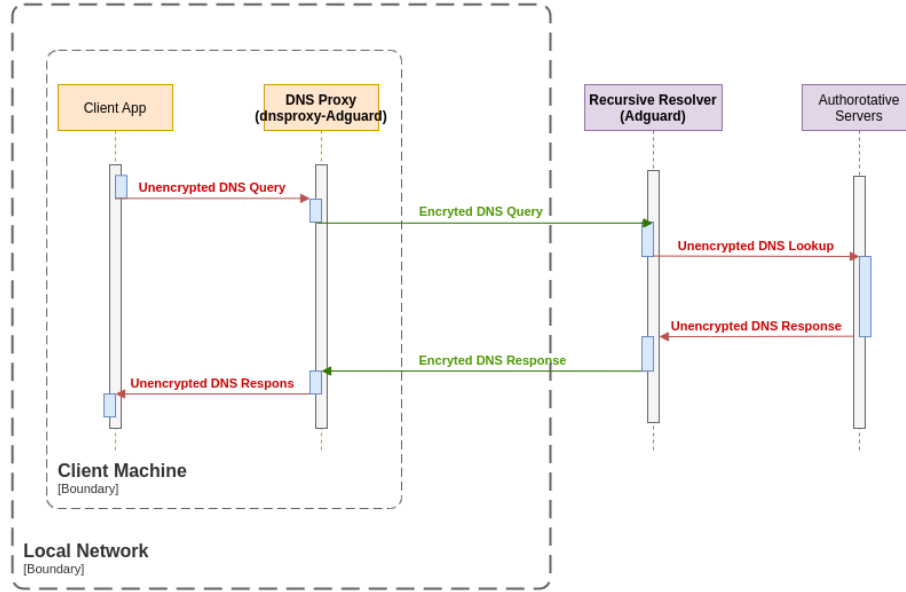 Client App
DNS Proxy
(dnsproxy-Adguard)
Recursive Resolver
(Adguard)
Authorotative
Servers
Unencrypted DNS Query
Encryted DNS Query
Unencrypted DNS Lookup
Unencrypted DNS Response
Encryted DNS Response
Unencrypted DNS Respons
Client Machine
[Boundary]
Local Network
[Boundary]